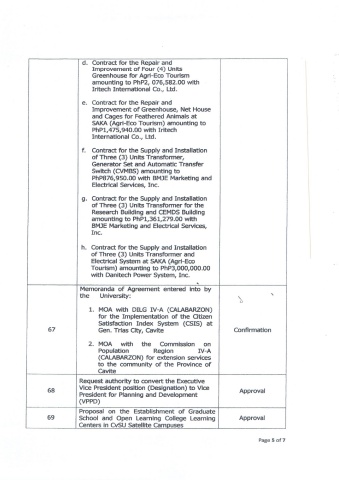 d. Contract for the Repair and
Improvement of Four (4) Units
Greenhouse for Agri-Eco Tourism
amounting to PhP2, 076,582.00 with
Iritech International Co., Ltd.
e. Contract for the Repair and
Improvement of Greenhouse, Net House
and Cages for Feathered Animals at
SAKA (Agri-Eco Tourism) amounting to
PhP1,475,940.00 with Iritech
International Co., Ltd.
f. Contract for the Supply and Installation
of Three (3) Units Transformer,
Generator Set and Automatic Transfer
Switch (CVMBS) amounting to
PhP876,950.00 with BMJE Marketing and
Electrical Services, Inc.
g. Contract for the Supply and Installation
of Three (3) Units Transformer for the
Research Building and CEMDS Building
amounting to PhP1,361,279.00 with
BMJE Marketing and Electrical Services,
Inc.
h. Contract for the Supply and Installation
of Three (3) Units Transformer and
Electrical System at SAKA (Agri-Eco
Tourism) amounting to PhP3,000,000.00
with Danitech Power System, Inc.
Memoranda of Agreement entered into by
the University:
1. MOA with DILG IV-A (CALABARZON)
for the Implementation of the Citizen
67 Satisfaction Index System (CSIS) at Confirmation
Gen. Trias City, Cavite
2. MOA with the Commission on
Population Region IV-A
(CALABARZON) for extension services
to the community of the Province of
Cavite
Request authority to convert the Executive
68 Vice President position (Designation) to Vice Approval
President for Planning and Development
(VPPD)
Proposal on the Establishment of Graduate
69 School and Open Learning College Learning Approval
Centers in CvSU Satellite Campuses
Page 5 of 7